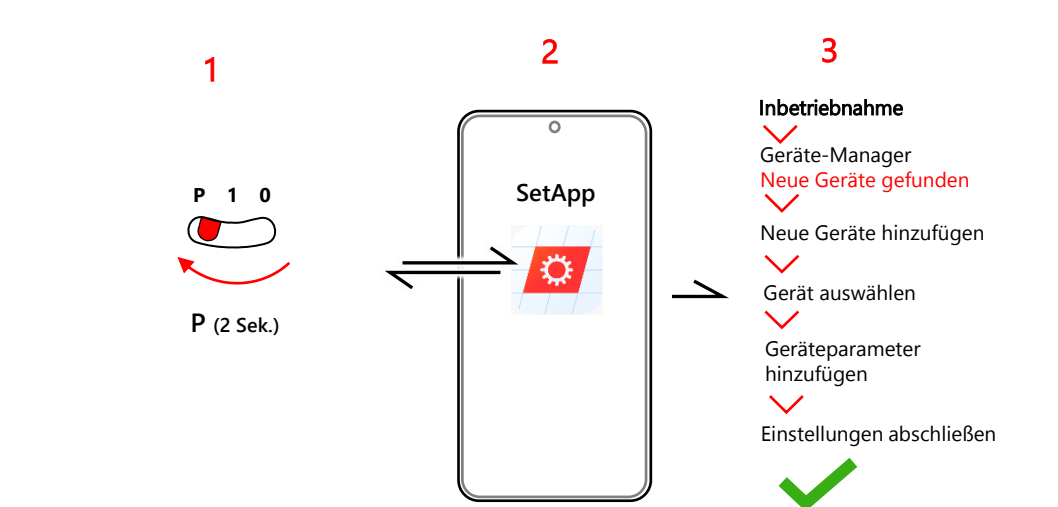 1
P 1 0
P (2 Sek.)
2
SetApp
3
Inbetriebnahme
Geräte-Manager
Neue Geräte gefunden
Neue Geräte hinzufügen
Gerät auswählen
Geräteparameter
hinzufügen
Einstellungen abschließen